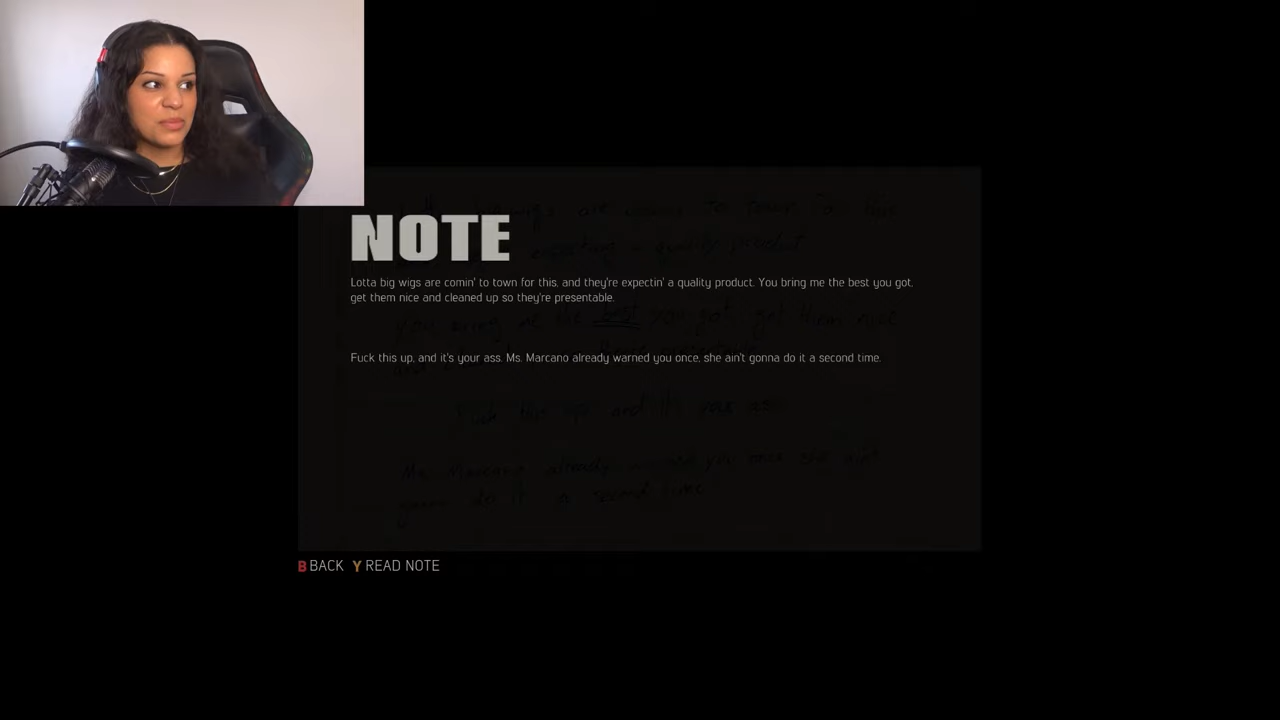 NOTE
Lotta big wigs are comin' to town for this, and they're expectin' a quality product. You bring me the best you got,
get them nice and cleaned up so they're presentable.
Fuck this up, and it's your ass. Ms. Marcano already warned you once, she ain't gonna do it a second time.
B BACK Y READ NOTE